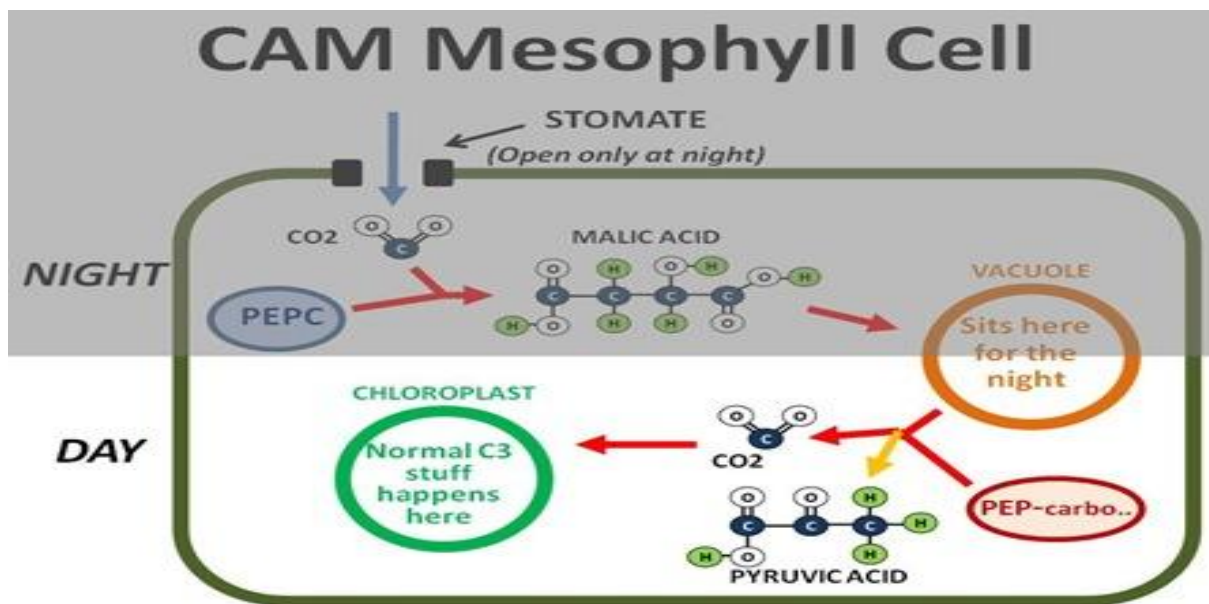 CAM Mesophyll Cell
STOMATE
(Open only at night)
CO2
MALIC ACID
NIGHT
PEPC
VACUOLE
Sits here
for the
night
O
O
C
O
H
O
H
O
H
C
C
C
C
H
O
H
H
O
CHLOROPLAST
DAY
Normal C3
stuff
happens
here
O
O
C
CO2
PEP-carbo..
O
O
H
C
C
C
H
H
O
H
PYRUVIC ACID